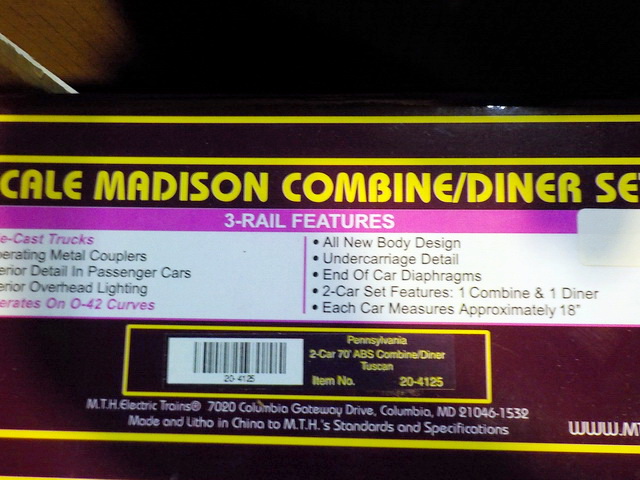 CALE MADISON COMBINE/DINER SE
3-RAIL FEATURES
e-Cast Trucks
erating Metal Couplers
erior Detail In Passenger Cars
erior Overhead Lighting
erates On O-42 Curves
• All New Body Design
• Undercarriage Detail
• End Of Car Diaphragms
• 2-Car Set Features: 1 Combine & 1 Diner
• Each Car Measures Approximately 18"
20-4125
Pennsylvania
2-Car 70' ABS Combine/Diner
Tuscan
Item No. 20-4125
M.T.H. Electric Trains® 7020 Columbia Gateway Drive, Columbia, MD 21046-1532
Made and Litho in China to M.T.H.'s Standards and Specifications
www.M